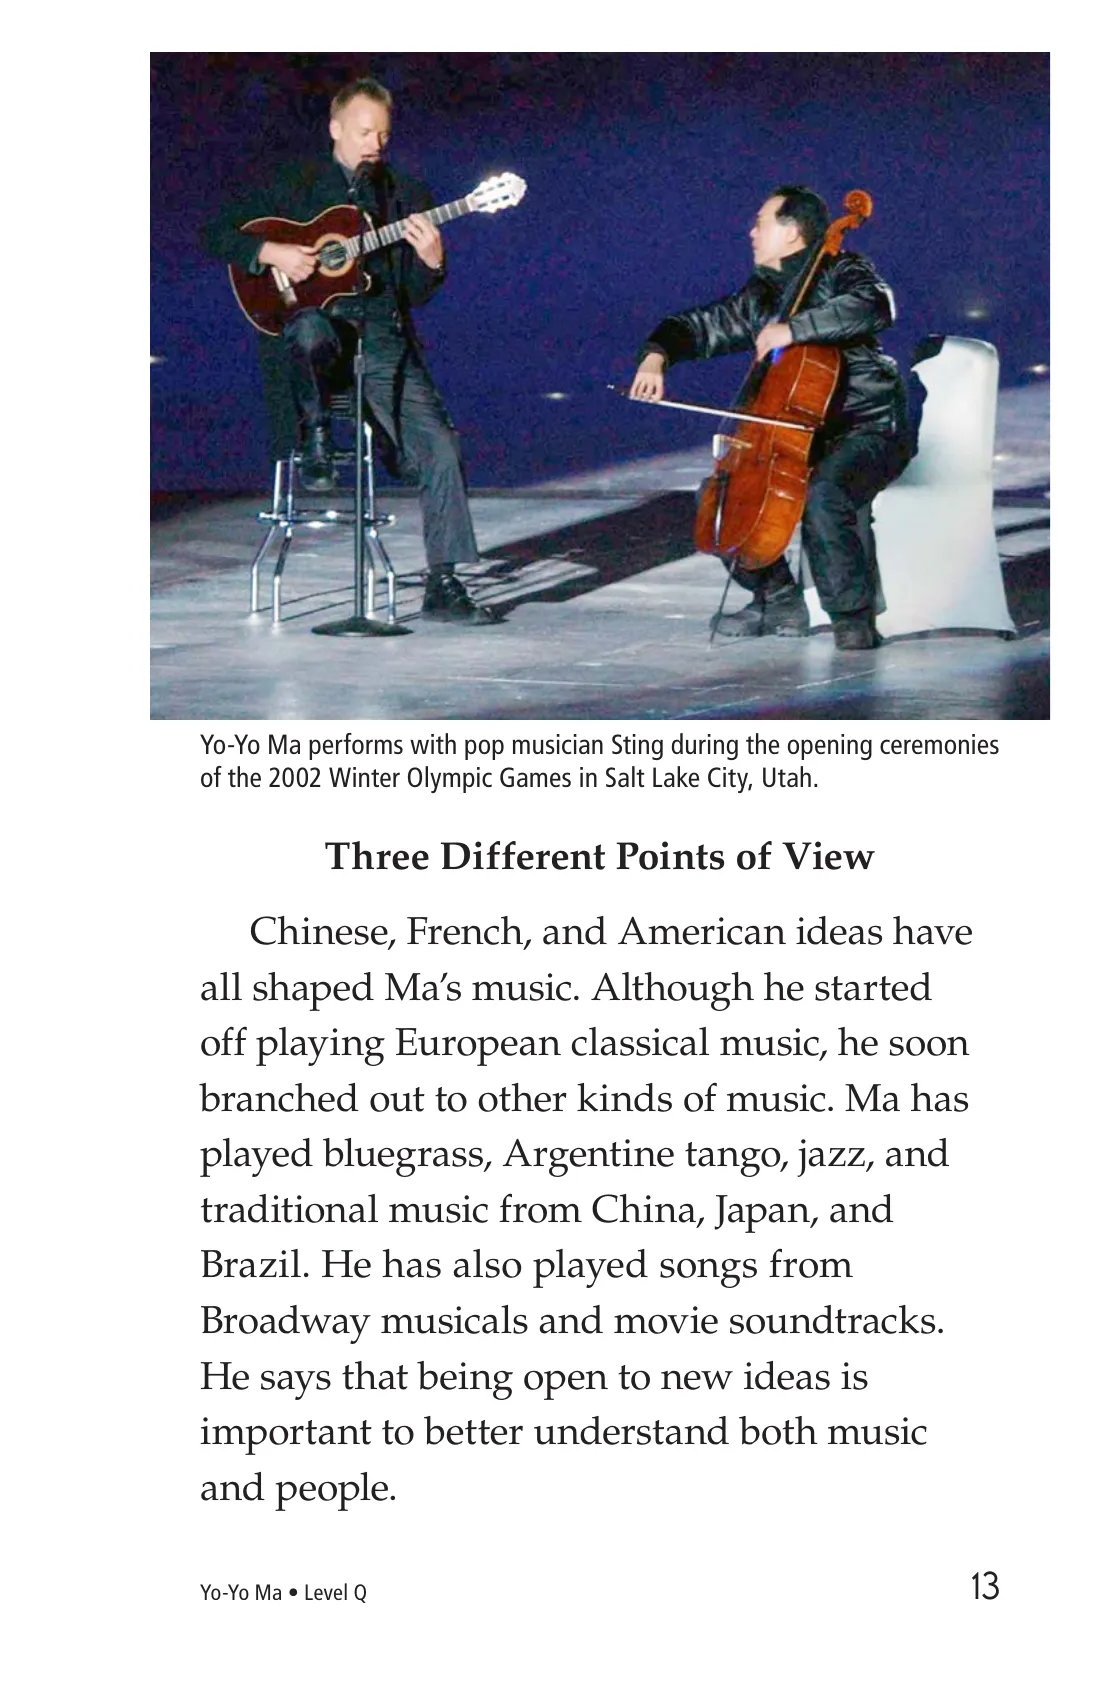 Yo-Yo Ma performs with pop musician Sting during the opening ceremonies
of the 2002 Winter Olympic Games in Salt Lake City, Utah.
Three Different Points of View
Chinese, French, and American ideas have
all shaped Ma’s music. Although he started
off playing European classical music, he soon
branched out to other kinds of music. Ma has
played bluegrass, Argentine tango, jazz, and
traditional music from China, Japan, and
Brazil. He has also played songs from
Broadway musicals and movie soundtracks.
He says that being open to new ideas is
important to better understand both music
and people.
Yo-Yo Ma • Level Q
13